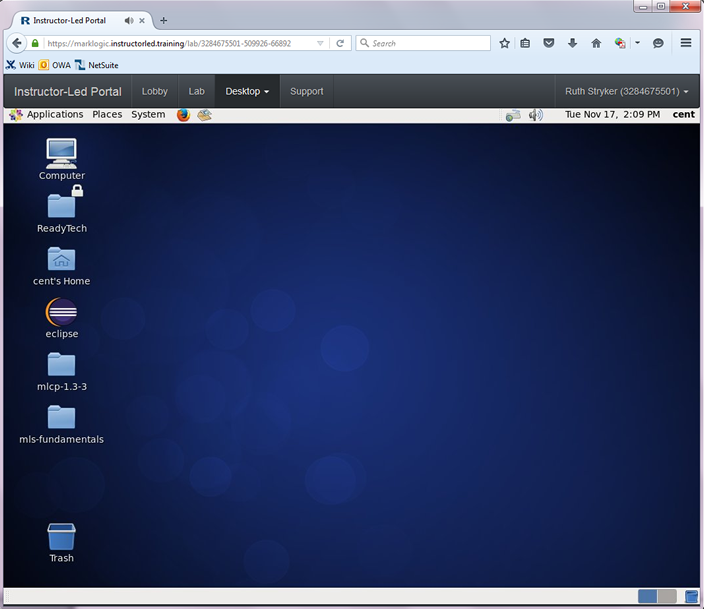 Instructor-Led Portal
https://marklogic.instructorled.training/lab/3284675501-509926-66892
Search
Wiki OWA NetSuite
Instructor-Led Portal Lobby Lab Desktop Support Ruth Stryker (3284675501)
Applications Places System Tue Nov 17, 2:09 PM cent
Computer
ReadyTech
cent's Home
eclipse
mlcp-1.3-3
mls-fundamentals
Trash